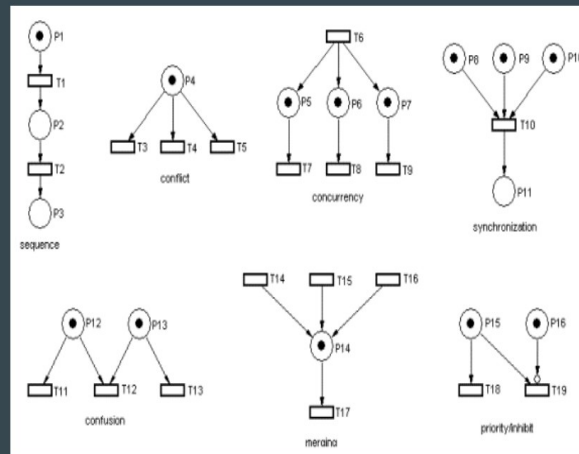 P1
T1
P2
T2
P3
sequence
P4
T3
T4
T5
conflict
T6
P5
P6
P7
T7
T8
T9
concurrency
P8
P9
P10
T10
P11
synchronization
P12
P13
T11
T12
T13
confusion
T14
T15
T16
P14
T17
merging
P15
P16
T18
T19
priority/inhibit